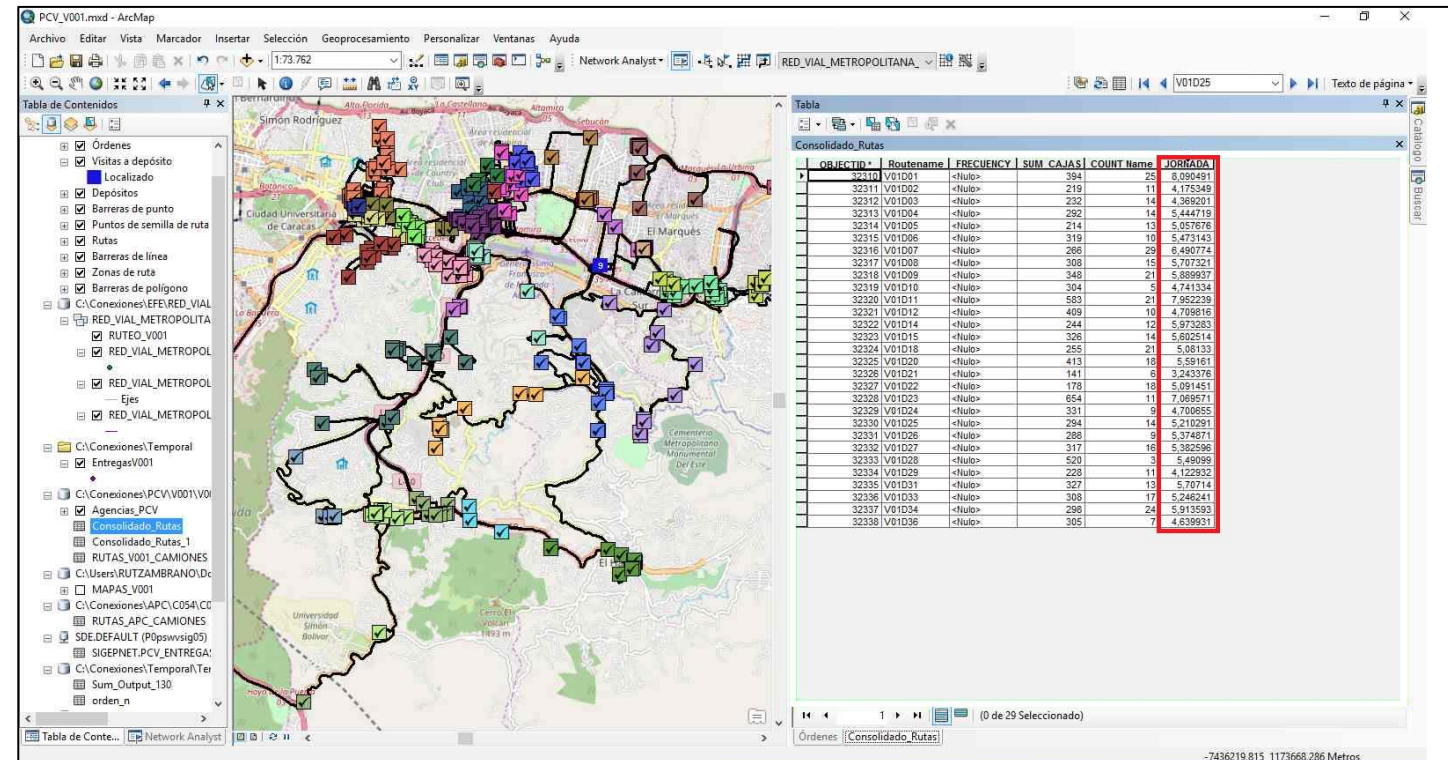 PCV_V001.mxd - ArcMap
Archivo Editar Vista Marcador Insertar Selección Geoprocesamiento Personalizar Ventanas Ayuda
1:73.762
Network Analyst
RED_VIAL_METROPOLITANA_
V01D25
Texto de página
Tabla de Contenidos
Órdenes
Visitas a depósito
Localizado
Depósitos
Barreras de punto
Puntos de semilla de ruta
Rutas
Barreras de línea
Zonas de ruta
Barreras de polígono
C:\Conexiones\EFE\RED_VIAL
RED_VIAL_METROPOLITA
RUTEO_V001
RED_VIAL_METROPOL
RED_VIAL_METROPOL
Ejes
RED_VIAL_METROPOL
C:\Conexiones\Temporal
EntregasV001
C:\Conexiones\PCV\V001\V0
Agencias_PCV
Consolidado_Rutas
Consolidado_Rutas_1
RUTAS_V001_CAMIONES
C:\Users\RUTZAMBRANO\Dc
MAPAS_V001
C:\Conexiones\APC\C054\C0
RUTAS_APC_CAMIONES
SDE.DEFAULT (P0pswvsig05)
SIGEPNET.PCV_ENTREGA
C:\Conexiones\Temporal\Ter
Sum_Output_130
orden_n
Tabla de Conte... Network Analyst
Alta Florida
La Castellana
Altamira
Sebucán
Simón Rodríguez
Ciudad Universitaria
de Caracas
El Marqués
9
Sur
Cementerio
Metropolitano
Monumental
Del Este
Universidad
Simón
Bolívar
Cerro El
Volcán
1493 m
Tabla
Consolidado_Rutas
OBJECTID * Routename FRECUENCY SUM_CAJAS COUNT Name JORNADA
32310 V01D01 <Nulo> 394 25 8,090491
32311 V01D02 <Nulo> 219 11 4,175349
32312 V01D03 <Nulo> 232 14 4,369201
32313 V01D04 <Nulo> 292 14 5,444719
32314 V01D05 <Nulo> 214 13 5,057676
32315 V01D06 <Nulo> 319 10 5,473143
32316 V01D07 <Nulo> 266 29 6,490774
32317 V01D08 <Nulo> 308 15 5,707321
32318 V01D09 <Nulo> 348 21 5,889937
32319 V01D10 <Nulo> 304 5 4,741334
32320 V01D11 <Nulo> 583 21 7,952239
32321 V01D12 <Nulo> 409 10 4,709816
32322 V01D14 <Nulo> 244 12 5,973283
32323 V01D15 <Nulo> 326 14 5,602514
32324 V01D18 <Nulo> 255 21 5,08133
32325 V01D20 <Nulo> 413 18 5,59161
32326 V01D21 <Nulo> 141 6 3,243376
32327 V01D22 <Nulo> 178 18 5,091451
32328 V01D23 <Nulo> 654 11 7,069571
32329 V01D24 <Nulo> 331 9 4,700655
32330 V01D25 <Nulo> 294 14 5,210291
32331 V01D26 <Nulo> 288 9 5,374871
32332 V01D27 <Nulo> 317 16 5,382596
32333 V01D28 <Nulo> 520 3 5,49099
32334 V01D29 <Nulo> 228 11 4,122932
32335 V01D31 <Nulo> 327 13 5,70714
32336 V01D33 <Nulo> 308 17 5,246241
32337 V01D34 <Nulo> 298 24 5,913593
32338 V01D36 <Nulo> 305 7 4,639931
1
(0 de 29 Seleccionado)
Órdenes Consolidado_Rutas
Catálogo
Buscar
-7436219,815 1173668,286 Metros